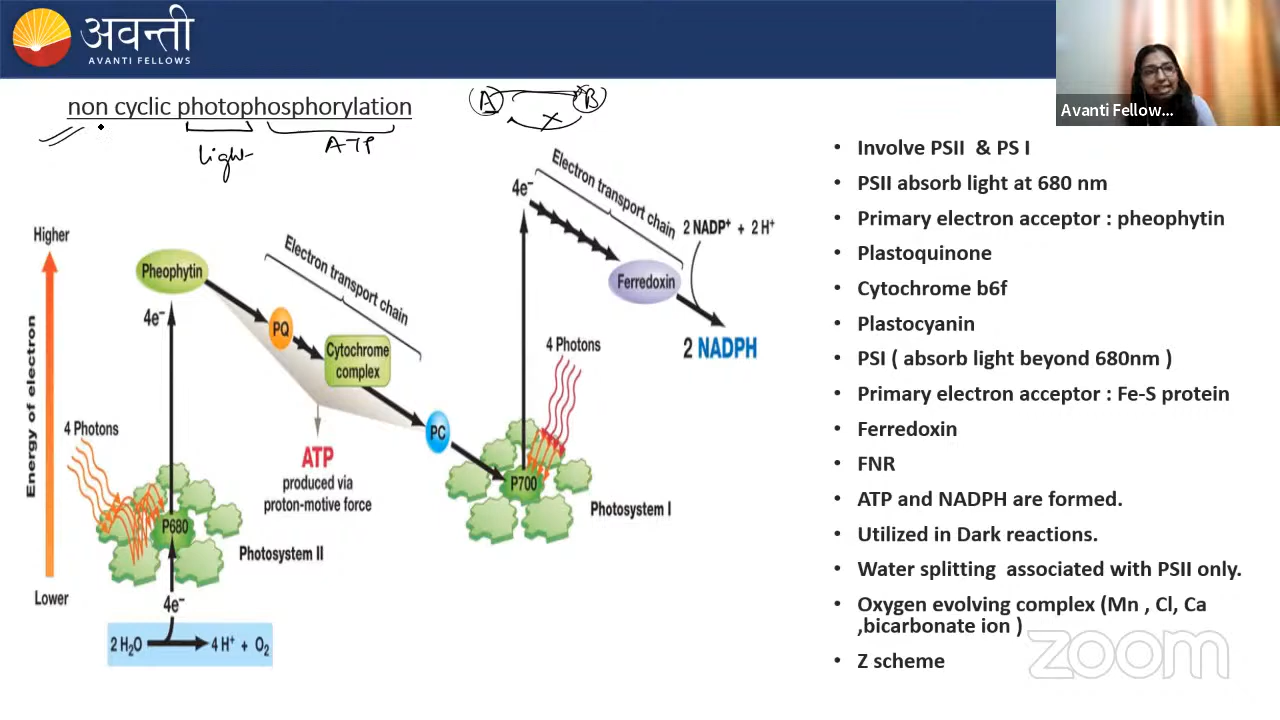 अवन्ती
AVANTI FELLOWS
Avanti Fellow...
non cyclic photophosphorylation
light
ATP
A
B
Higher
Energy of electron
Lower
Pheophytin
4e⁻
Electron transport chain
PQ
Cytochrome
complex
PC
ATP
produced via
proton-motive force
4 Photons
P680
Photosystem II
4e⁻
2 H₂O
4 H⁺ + O₂
4e⁻
Electron transport chain
2 NADP⁺ + 2 H⁺
Ferredoxin
2 NADPH
4 Photons
P700
Photosystem I
• Involve PSII & PS I
• PSII absorb light at 680 nm
• Primary electron acceptor : pheophytin
• Plastoquinone
• Cytochrome b6f
• Plastocyanin
• PSI ( absorb light beyond 680nm )
• Primary electron acceptor : Fe-S protein
• Ferredoxin
• FNR
• ATP and NADPH are formed.
• Utilized in Dark reactions.
• Water splitting associated with PSII only.
• Oxygen evolving complex (Mn , Cl, Ca
,bicarbonate ion )
• Z scheme
zoom